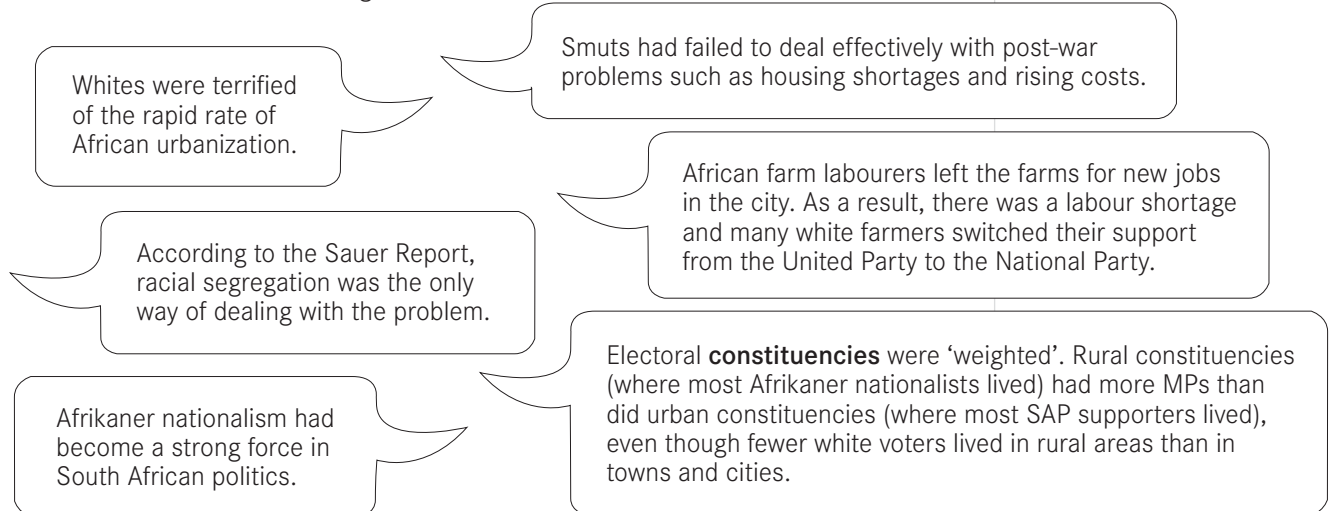 Whites were terrified
of the rapid rate of
African urbanization.
Smuts had failed to deal effectively with post-war
problems such as housing shortages and rising costs.
African farm labourers left the farms for new jobs
in the city. As a result, there was a labour shortage
and many white farmers switched their support
from the United Party to the National Party.
According to the Sauer Report,
racial segregation was the only
way of dealing with the problem.
Electoral constituencies were ‘weighted’. Rural constituencies
(where most Afrikaner nationalists lived) had more MPs than
did urban constituencies (where most SAP supporters lived),
even though fewer white voters lived in rural areas than in
towns and cities.
Afrikaner nationalism had
become a strong force in
South African politics.